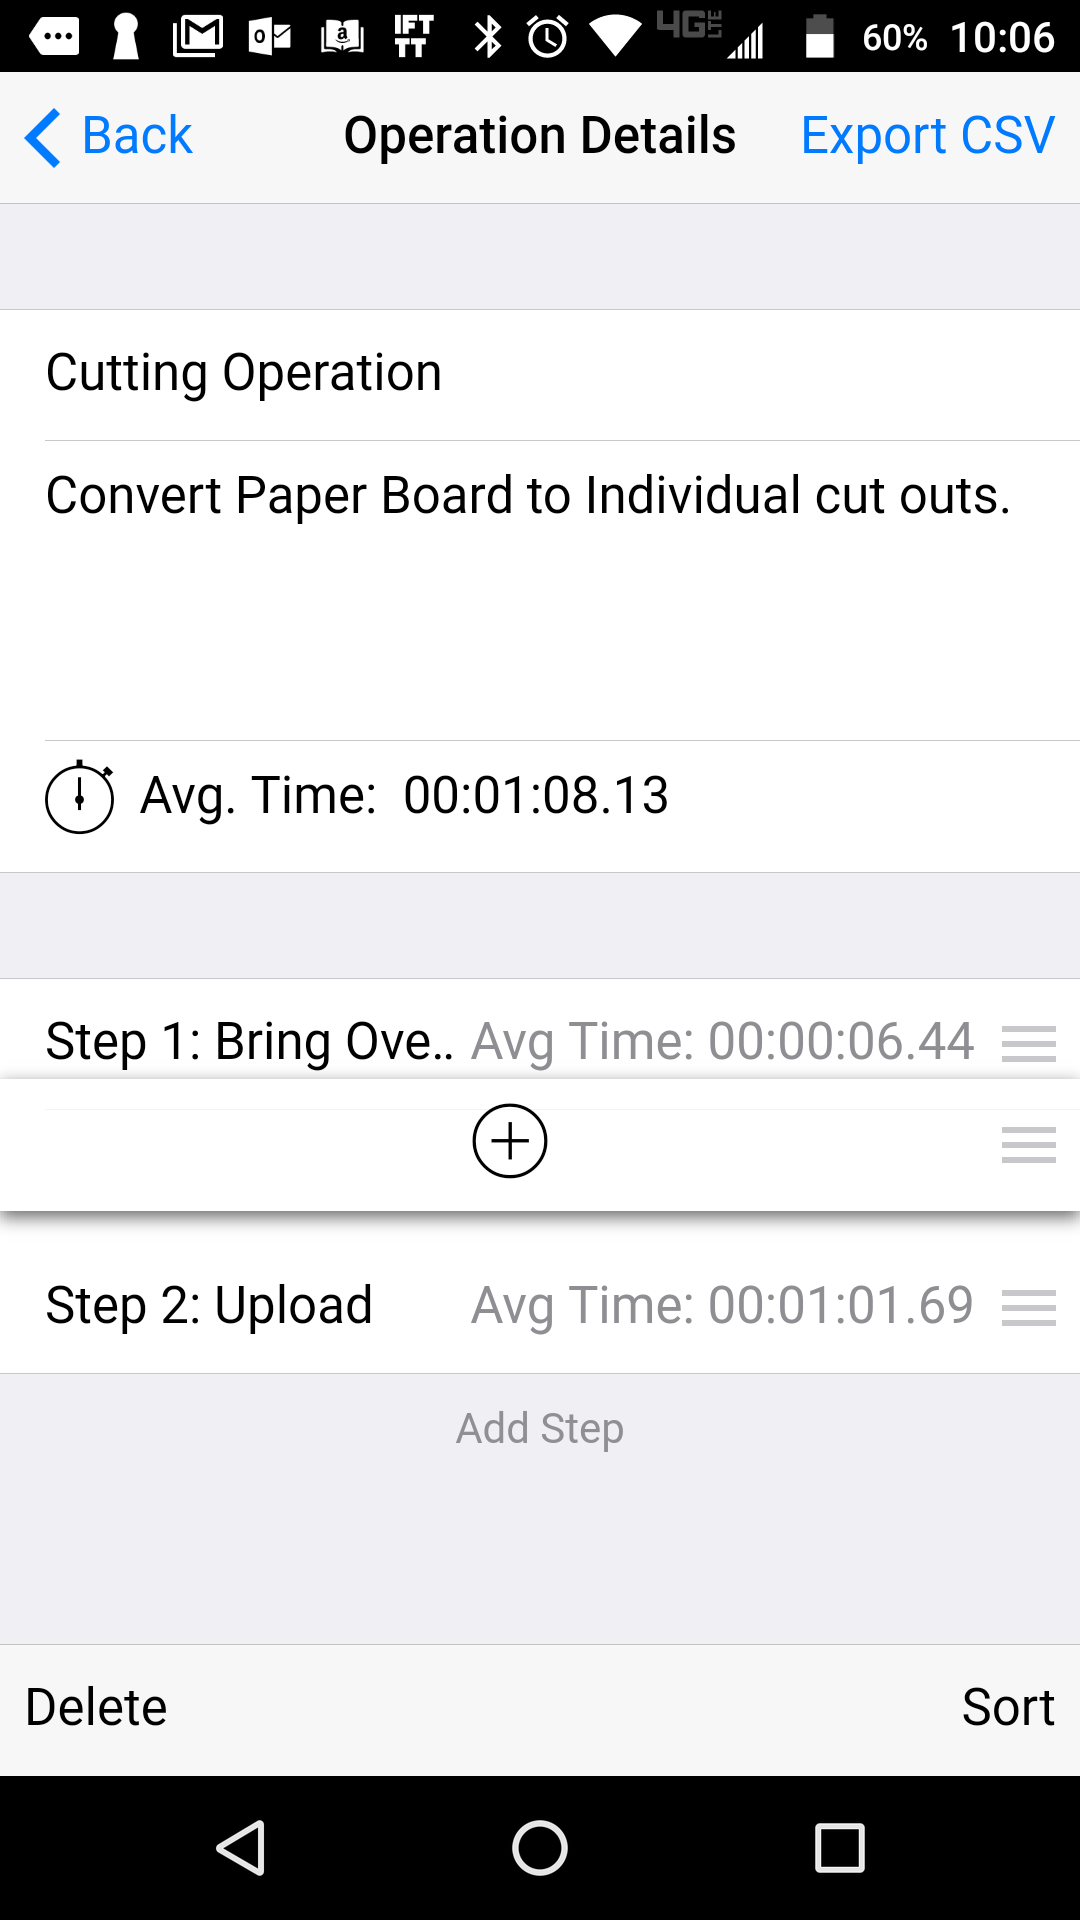 IFTTT 4G LTE 60% 10:06
Back Operation Details Export CSV
Cutting Operation
Convert Paper Board to Individual cut outs.
Avg. Time: 00:01:08.13
Step 1: Bring Ove.. Avg Time: 00:00:06.44
Step 2: Upload Avg Time: 00:01:01.69
Add Step
Delete Sort